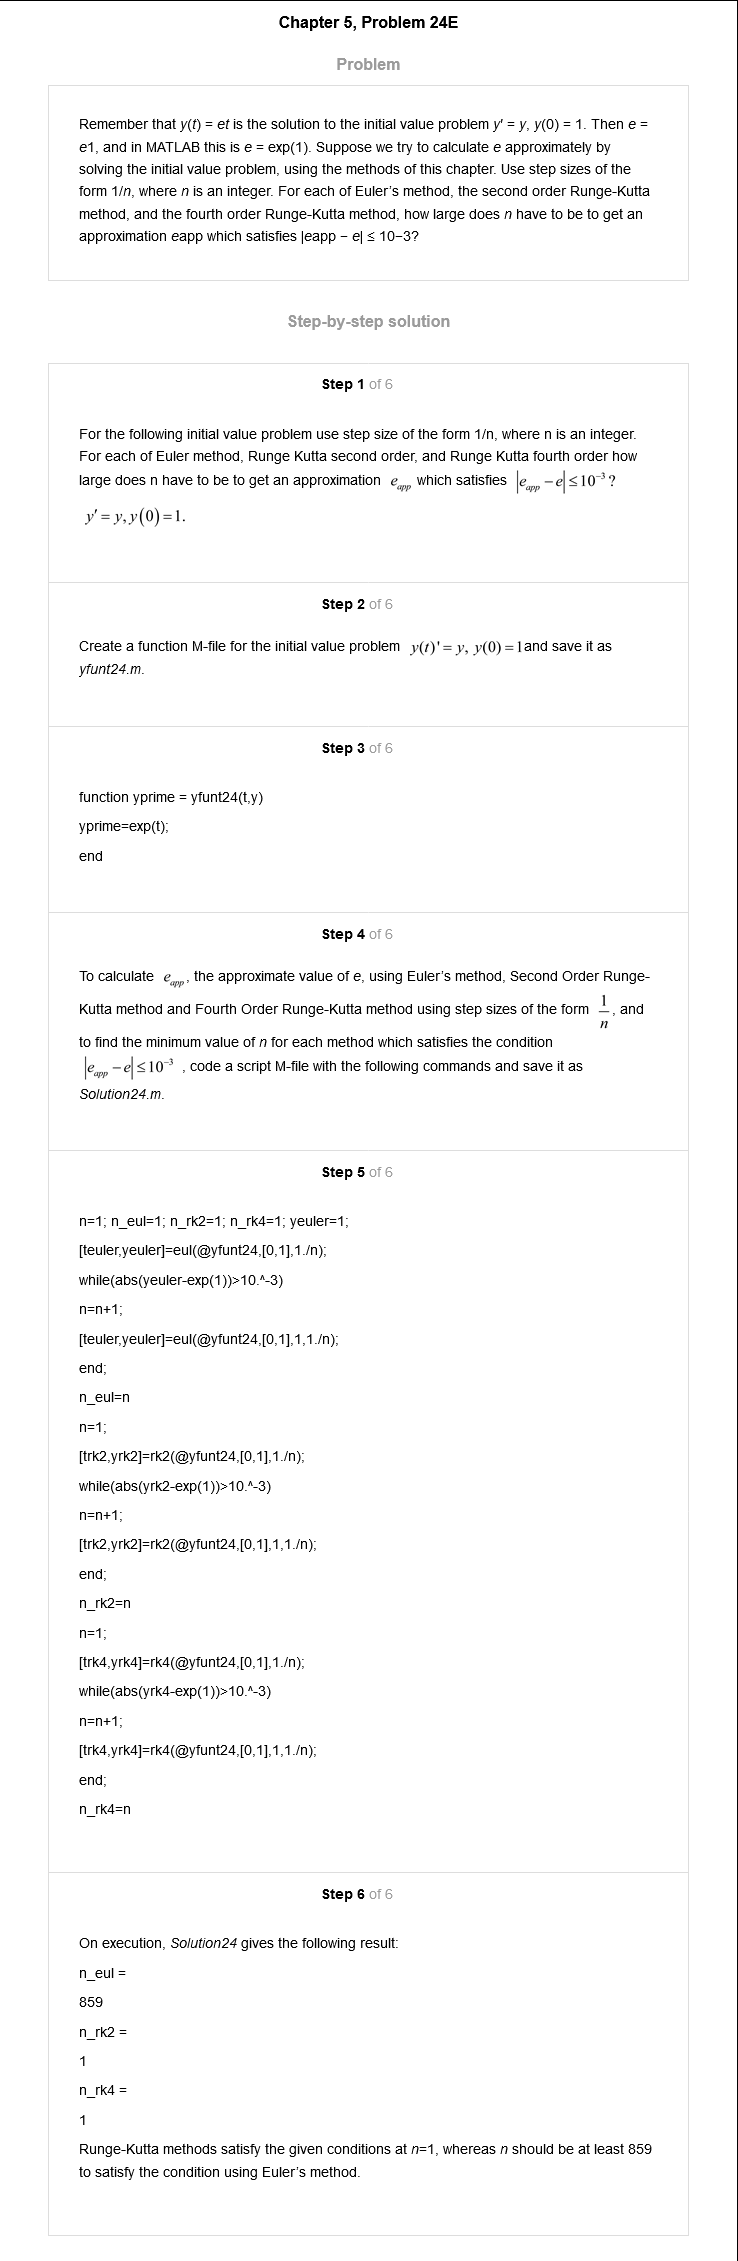 Chapter 5, Problem 24E
Problem
Remember that y(t) = et is the solution to the initial value problem y′ = y, y(0) = 1. Then e =
e1, and in MATLAB this is e = exp(1). Suppose we try to calculate e approximately by
solving the initial value problem, using the methods of this chapter. Use step sizes of the
form 1/n, where n is an integer. For each of Euler's method, the second order Runge-Kutta
method, and the fourth order Runge-Kutta method, how large does n have to be to get an
approximation eapp which satisfies |eapp − e| ≤ 10−3?
Step-by-step solution
Step 1 of 6
For the following initial value problem use step size of the form 1/n, where n is an integer.
For each of Euler method, Runge Kutta second order, and Runge Kutta fourth order how
large does n have to be to get an approximation e_app which satisfies |e_app − e| ≤ 10⁻³ ?
y′ = y, y(0) = 1.
Step 2 of 6
Create a function M-file for the initial value problem y(t)' = y, y(0) = 1 and save it as
yfunt24.m.
Step 3 of 6
function yprime = yfunt24(t,y)
yprime=exp(t);
end
Step 4 of 6
To calculate e_app, the approximate value of e, using Euler's method, Second Order Runge-
Kutta method and Fourth Order Runge-Kutta method using step sizes of the form 1/n, and
to find the minimum value of n for each method which satisfies the condition
|e_app − e| ≤ 10⁻³ , code a script M-file with the following commands and save it as
Solution24.m.
Step 5 of 6
n=1; n_eul=1; n_rk2=1; n_rk4=1; yeuler=1;
[teuler,yeuler]=eul(@yfunt24,[0,1],1./n);
while(abs(yeuler-exp(1))>10.^-3)
n=n+1;
[teuler,yeuler]=eul(@yfunt24,[0,1],1,1./n);
end;
n_eul=n
n=1;
[trk2,yrk2]=rk2(@yfunt24,[0,1],1./n);
while(abs(yrk2-exp(1))>10.^-3)
n=n+1;
[trk2,yrk2]=rk2(@yfunt24,[0,1],1,1./n);
end;
n_rk2=n
n=1;
[trk4,yrk4]=rk4(@yfunt24,[0,1],1./n);
while(abs(yrk4-exp(1))>10.^-3)
n=n+1;
[trk4,yrk4]=rk4(@yfunt24,[0,1],1,1./n);
end;
n_rk4=n
Step 6 of 6
On execution, Solution24 gives the following result:
n_eul =
859
n_rk2 =
1
n_rk4 =
1
Runge-Kutta methods satisfy the given conditions at n=1, whereas n should be at least 859
to satisfy the condition using Euler's method.